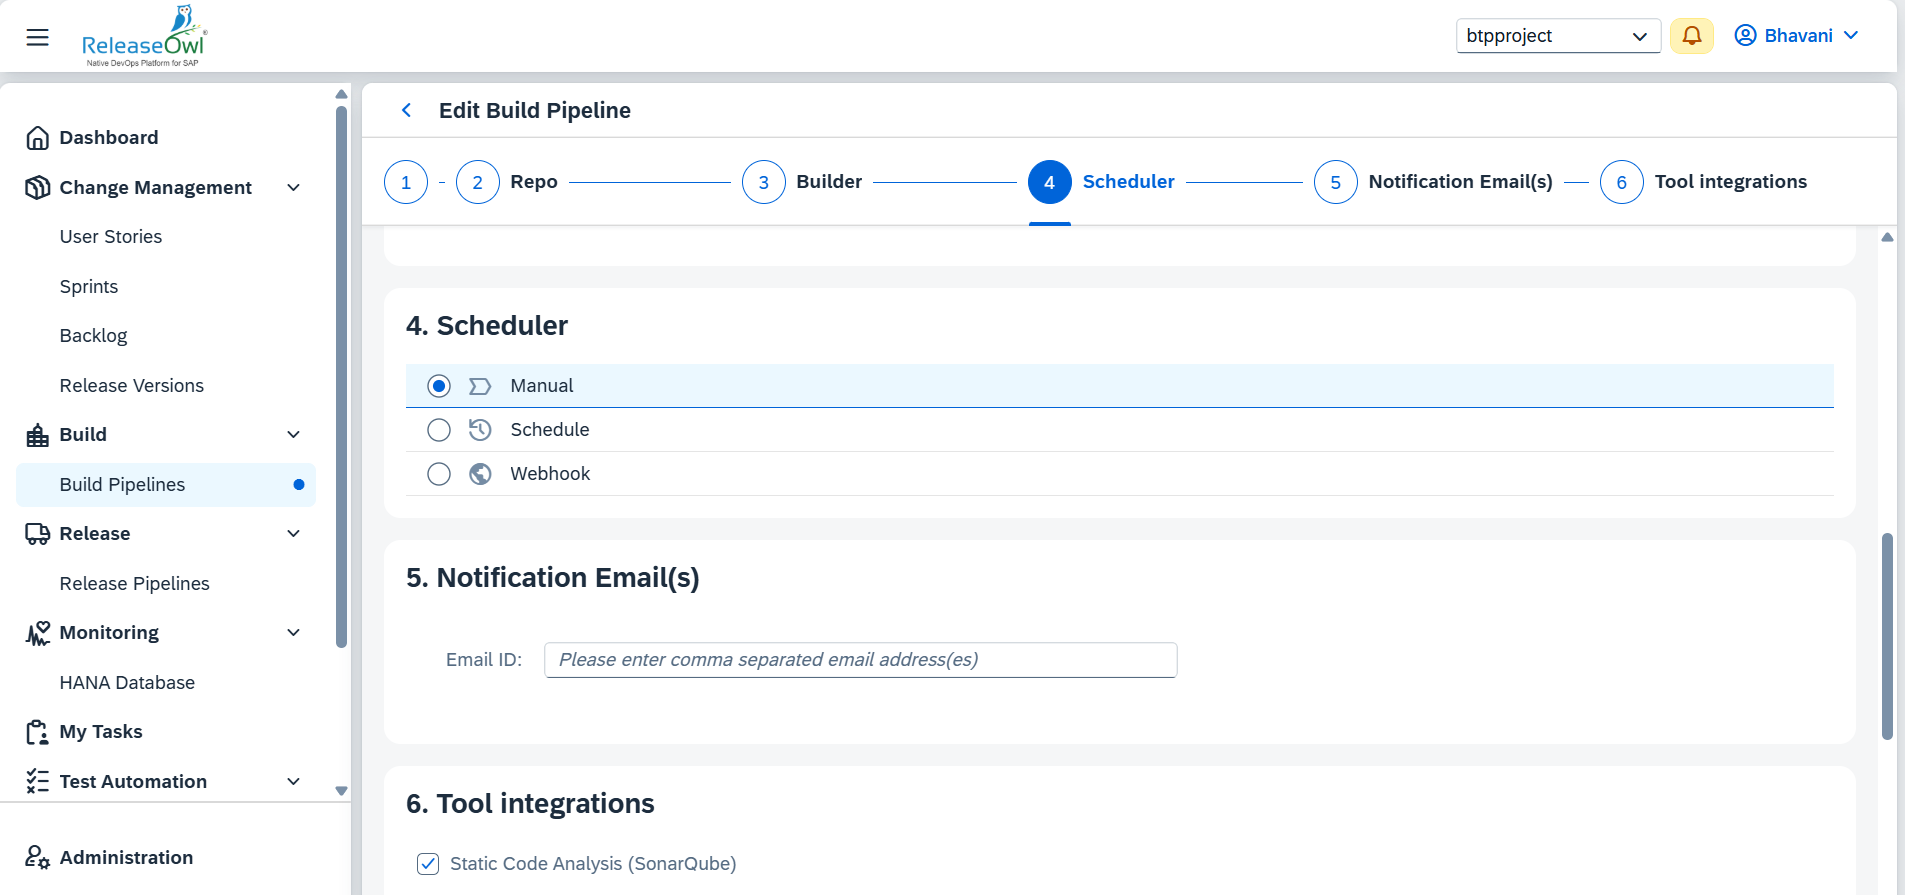 ReleaseOwl®
Native DevOps Platform for SAP
btpproject
Bhavani
Dashboard
Change Management
User Stories
Sprints
Backlog
Release Versions
Build
Build Pipelines
Release
Release Pipelines
Monitoring
HANA Database
My Tasks
Test Automation
Administration
Edit Build Pipeline
1 2 Repo 3 Builder 4 Scheduler 5 Notification Email(s) 6 Tool integrations
4. Scheduler
Manual
Schedule
Webhook
5. Notification Email(s)
Email ID: Please enter comma separated email address(es)
6. Tool integrations
Static Code Analysis (SonarQube)